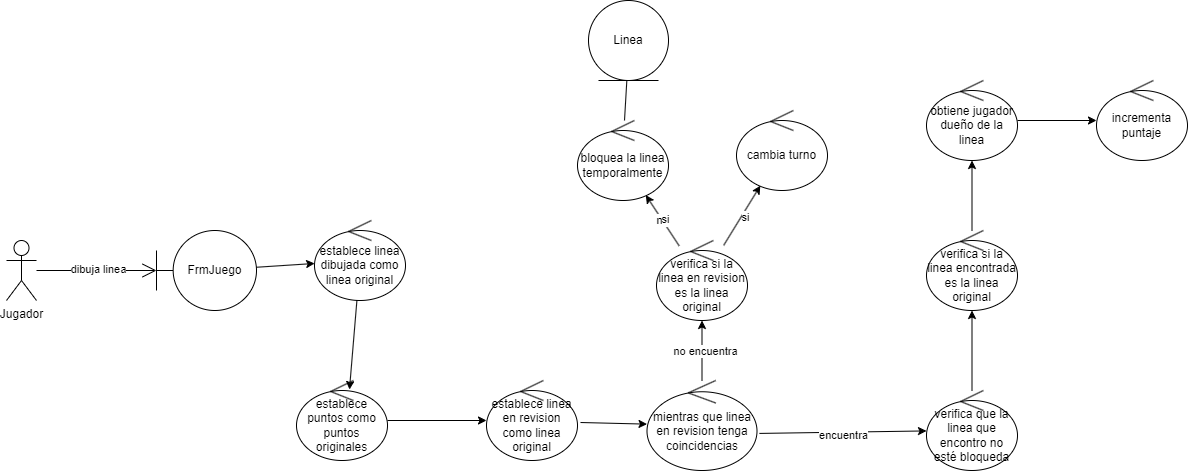 Linea
obtiene jugador
dueño de la
linea
incrementa
puntaje
bloquea la linea
temporalmente
cambia turno
nsi
si
dibuja linea
FrmJuego
Jugador
establece linea
dibujada como
linea original
verifica si la
linea en revision
es la linea
original
verifica si la
linea encontrada
es la linea
original
no encuentra
establece
puntos como
puntos
originales
establece linea
en revision
como linea
original
mientras que linea
en revision tenga
coincidencias
encuentra
verifica que la
linea que
encontro no
esté bloqueda